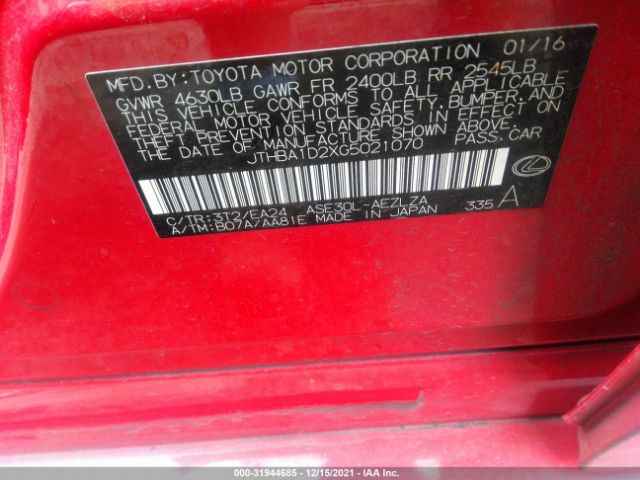 MFD.BY:TOYOTA MOTOR CORPORATION 01/16
GVWR 4630LB GAWR FR 2400LB RR 2545LB
THIS VEHICLE CONFORMS TO ALL APPLICABLE
FEDERAL MOTOR VEHICLE SAFETY,BUMPER,AND
THEFT PREVENTION STANDARDS IN EFFECT ON
THE DATE OF MANUFACTURE SHOWN ABOVE.
JTHBA1D2XG5021070 PASS·CAR
C/TR:3T2/EA24 ASE30L-AEZLZA 335 A
A/TM:B07A/AA81E MADE IN JAPAN
000-31944685 - 12/15/2021 - IAA Inc.